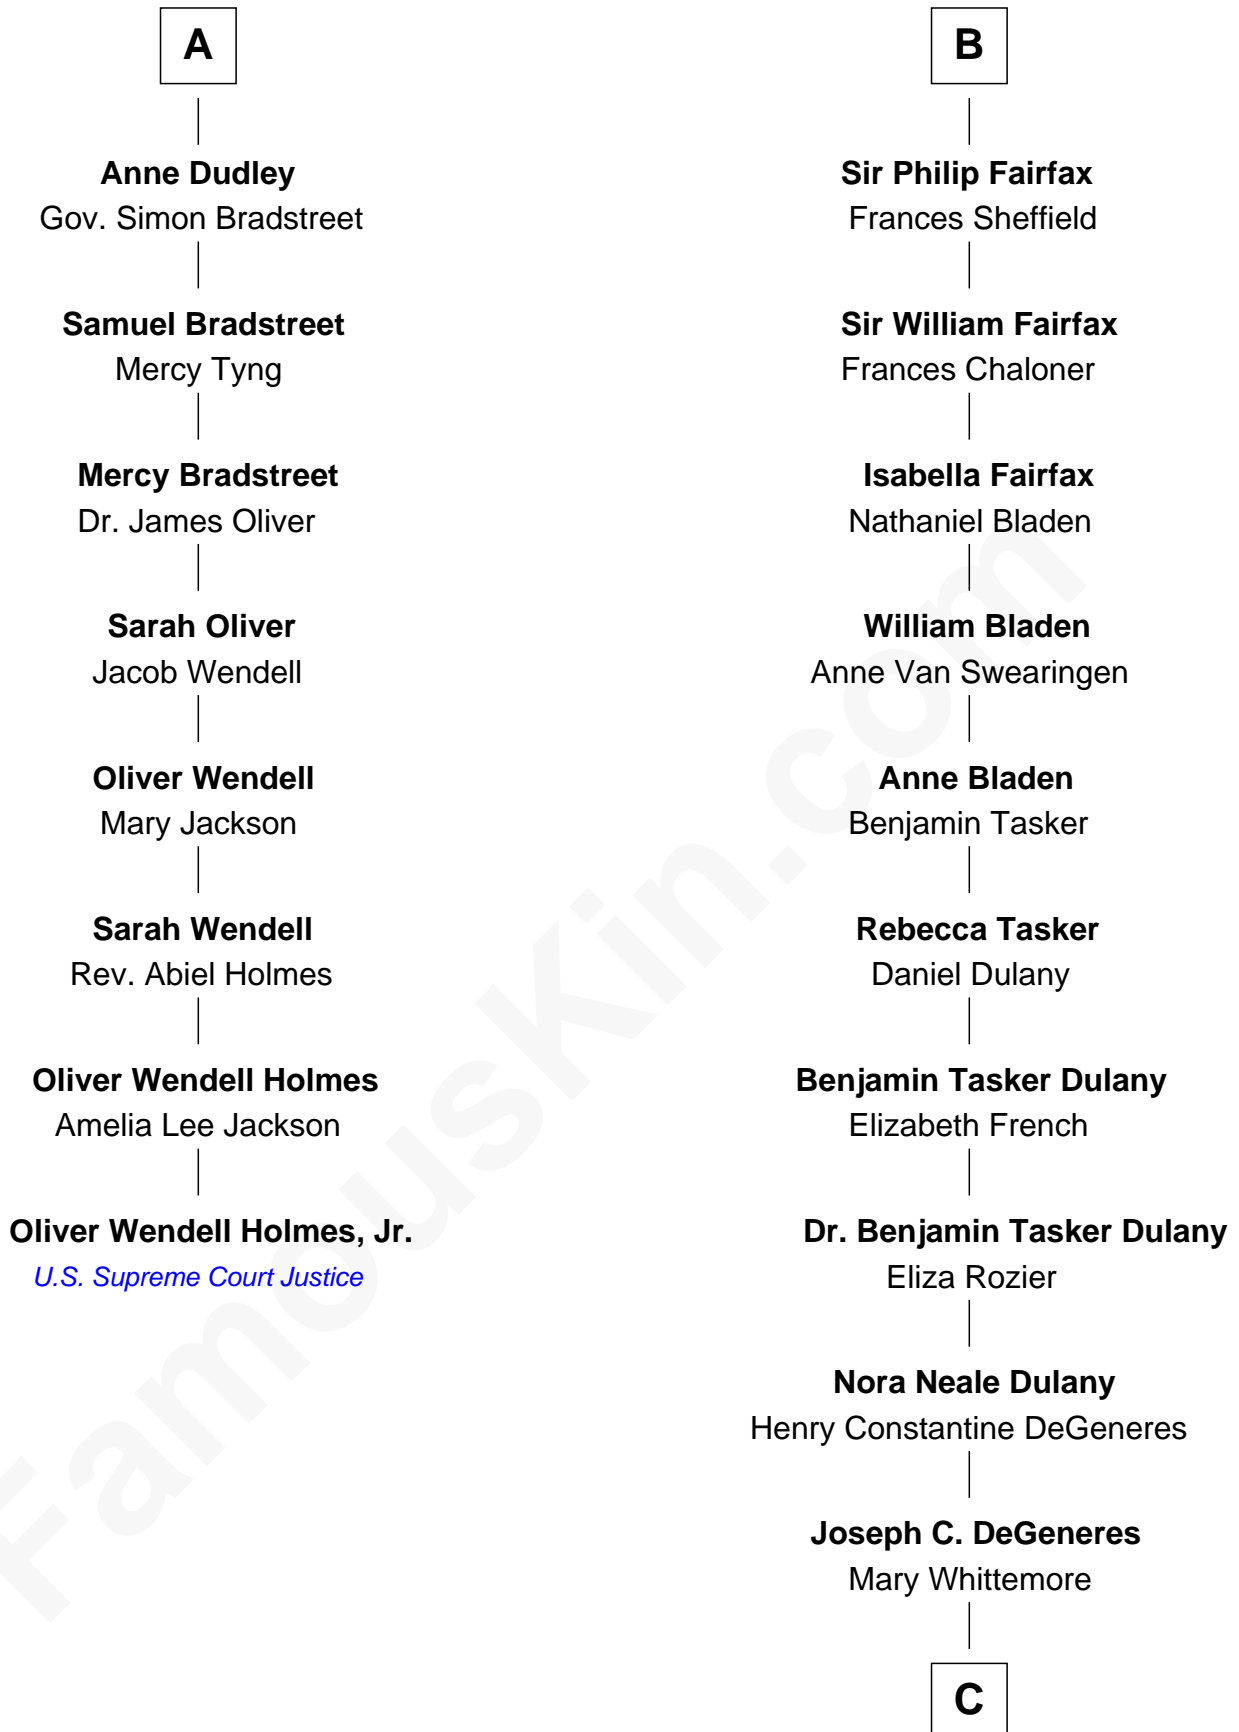 A
Anne Dudley
Gov. Simon Bradstreet
Samuel Bradstreet
Mercy Tyng
Mercy Bradstreet
Dr. James Oliver
Sarah Oliver
Jacob Wendell
Oliver Wendell
Mary Jackson
Sarah Wendell
Rev. Abiel Holmes
Oliver Wendell Holmes
Amelia Lee Jackson
Oliver Wendell Holmes, Jr.
U.S. Supreme Court Justice
B
Sir Philip Fairfax
Frances Sheffield
Sir William Fairfax
Frances Chaloner
Isabella Fairfax
Nathaniel Bladen
William Bladen
Anne Van Swearingen
Anne Bladen
Benjamin Tasker
Rebecca Tasker
Daniel Dulany
Benjamin Tasker Dulany
Elizabeth French
Dr. Benjamin Tasker Dulany
Eliza Rozier
Nora Neale Dulany
Henry Constantine DeGeneres
Joseph C. DeGeneres
Mary Whittemore
C
FamousKin.com